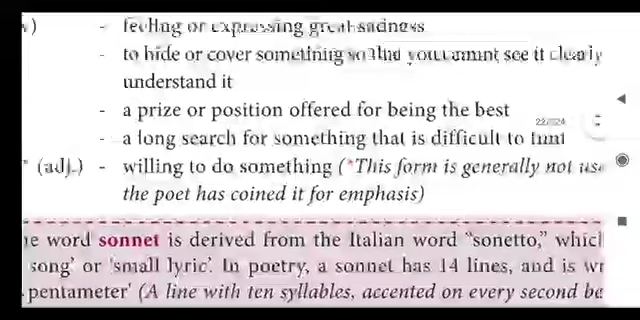 ) - feeling or expressing great sadness
- to hide or cover something so that you cannot see it clearly
understand it
- a prize or position offered for being the best
- a long search for something that is difficult to
* (adj.) - willing to do something (*This form is generally not
the poet has coined it for emphasis)
word sonnet is derived from the Italian word “sonetto,”
song’ or ‘small lyric’. In poetry, a sonnet has 14 lines, and is
pentameter’ (A line with ten syllables, accented on every second